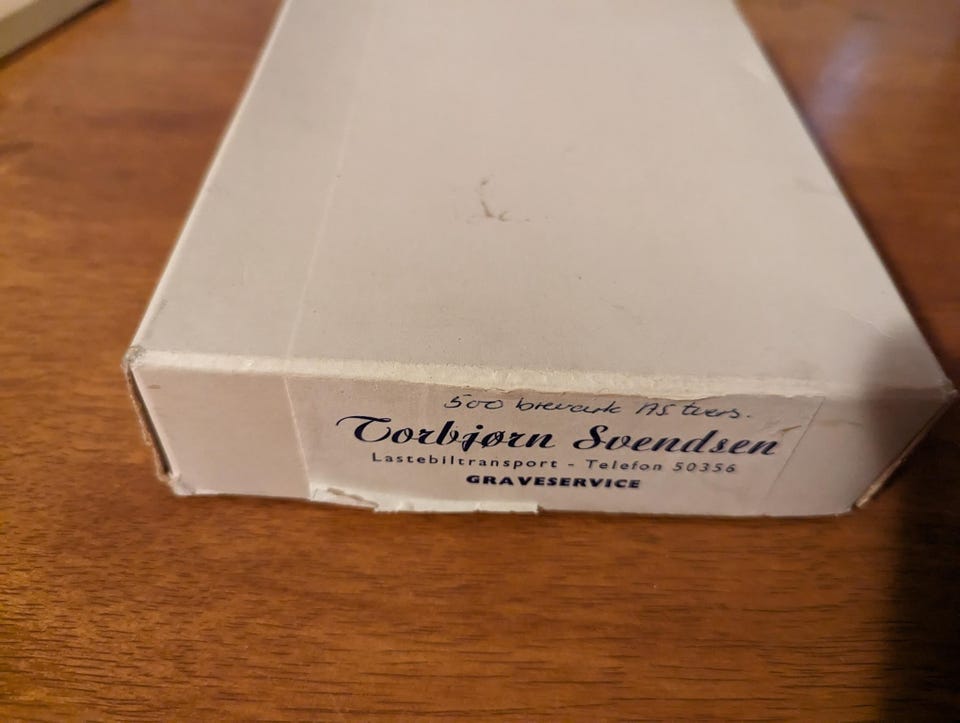 500 brevark A5 tvers.
Torbjørn Svendsen
Lastebiltransport - Telefon 50356
GRAVESERVICE